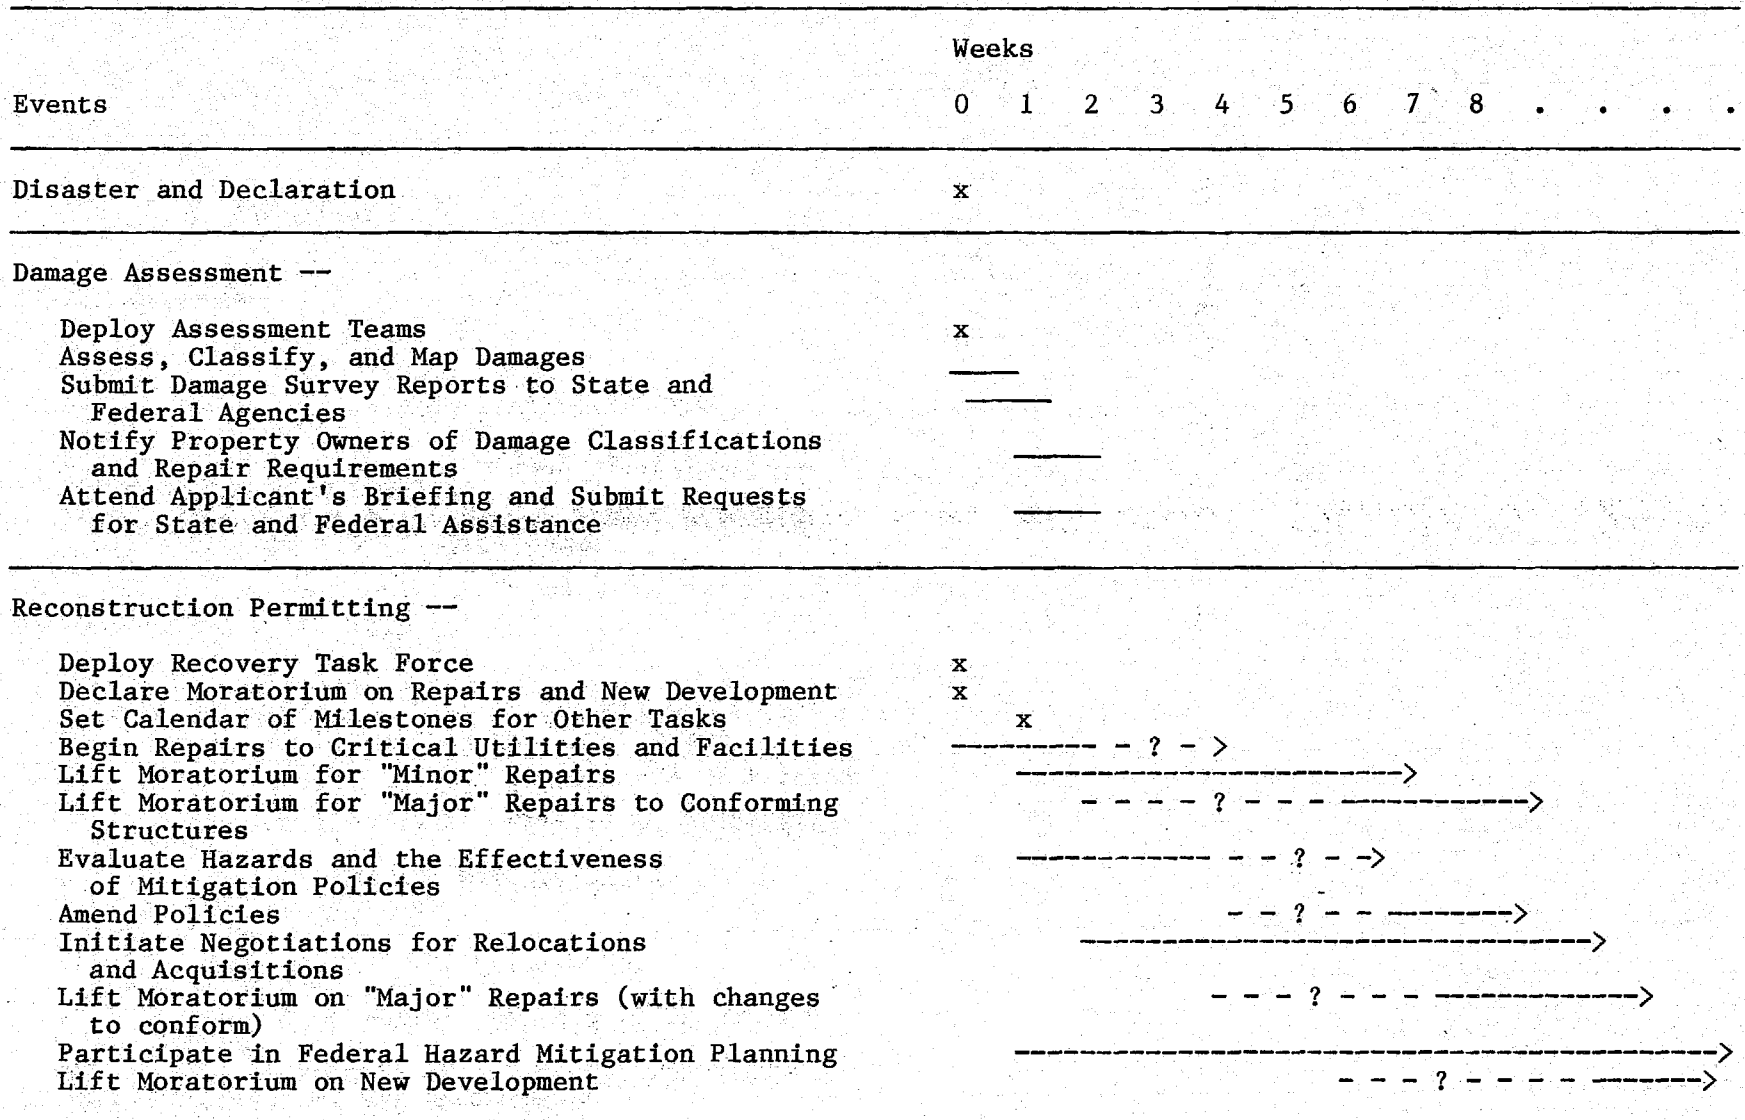 Weeks
Events 0 1 2 3 4 5 6 7 8 . . . .
Disaster and Declaration x
Damage Assessment --
Deploy Assessment Teams x
Assess, Classify, and Map Damages
Submit Damage Survey Reports to State and
Federal Agencies
Notify Property Owners of Damage Classifications
and Repair Requirements
Attend Applicant's Briefing and Submit Requests
for State and Federal Assistance
Reconstruction Permitting --
Deploy Recovery Task Force x
Declare Moratorium on Repairs and New Development x
Set Calendar of Milestones for Other Tasks x
Begin Repairs to Critical Utilities and Facilities ---------- - ? - >
Lift Moratorium for "Minor" Repairs ------------------------>
Lift Moratorium for "Major" Repairs to Conforming - - - - ? - - - ------------>
Structures
Evaluate Hazards and the Effectiveness ------------ - - ? - ->
of Mitigation Policies
Amend Policies - - ? - - -------->
Initiate Negotiations for Relocations -------------------------------->
and Acquisitions
Lift Moratorium on "Major" Repairs (with changes - - - ? - - - ------------->
to conform)
Participate in Federal Hazard Mitigation Planning -------------------------------------------->
Lift Moratorium on New Development - - - ? - - - - ------->